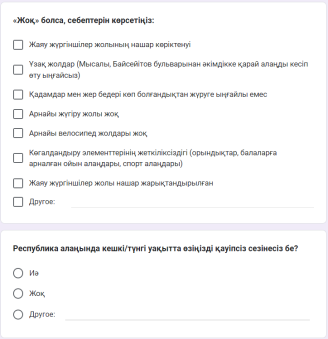 «Жоқ» болса, себептерін көрсетіңіз:
Жаяу жүргіншілер жолының нашар көріктенуі
Ұзақ жолдар (Мысалы, Байсейітов бульварынан әкімдікке қарай алаңды кесіп
өту ыңғайсыз)
Қадамдар мен жер бедері көп болғандықтан жүруге ыңғайлы емес
Арнайы жүгіру жолы жоқ
Арнайы велосипед жолдары жоқ
Көгалдандыру элементтерінің жеткіліксіздігі (орындықтар, балаларға
арналған ойын алаңдары, спорт алаңдары)
Жаяу жүргіншілер жолы нашар жарықтандырылған
Другое:
Республика алаңында кешкі/түнгі уақытта өзіңізді қауіпсіз сезінесіз бе?
Иә
Жоқ
Другое: